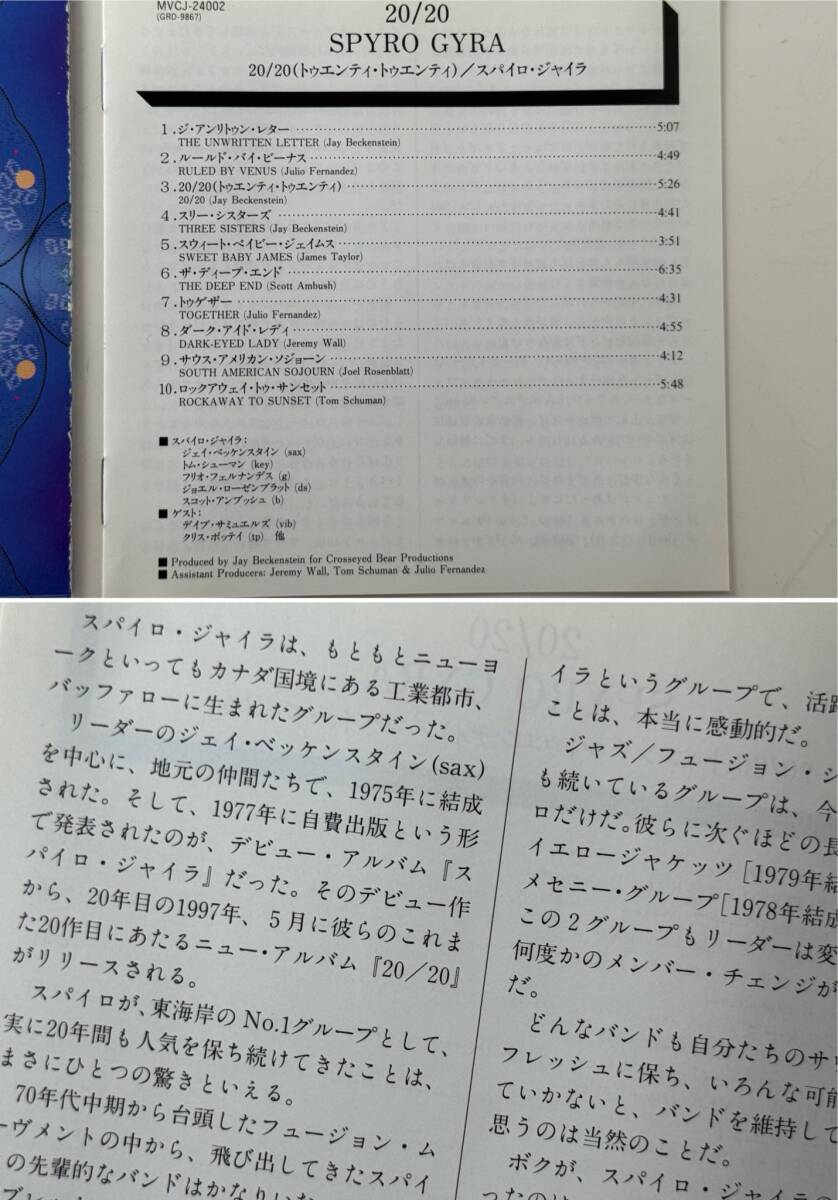 MVCJ-24002
(GRD-9867)
20/20
SPYRO GYRA
20/20(トゥエンティ・トゥエンティ)/スパイロ・ジャイラ
1.ジ・アンリトゥン・レター……5:07
THE UNWRITTEN LETTER (Jay Beckenstein)
2.ルールド・バイ・ビーナス……4:49
RULED BY VENUS (Julio Fernandez)
3.20/20(トゥエンティ・トゥエンティ)……5:26
20/20 (Jay Beckenstein)
4.スリー・シスターズ……4:41
THREE SISTERS (Jay Beckenstein)
5.スウィート・ベイビー・ジェイムス……3:51
SWEET BABY JAMES (James Taylor)
6.ザ・ディープ・エンド……6:35
THE DEEP END (Scott Ambush)
7.トゥゲザー……4:31
TOGETHER (Julio Fernandez)
8.ダーク・アイド・レディ……4:55
DARK-EYED LADY (Jeremy Wall)
9.サウス・アメリカン・ソジョーン……4:12
SOUTH AMERICAN SOJOURN (Joel Rosenblatt)
10.ロックアウェイ・トゥ・サンセット……5:48
ROCKAWAY TO SUNSET (Tom Schuman)
■ スパイロ・ジャイラ:
ジェイ・ベッケンスタイン (sax)
トム・シューマン (key)
フリオ・フェルナンデス (g)
ジョエル・ローゼンブラット (ds)
スコット・アンブッシュ (b)
■ ゲスト:
デイブ・サミュエルズ (vib)
クリス・ボッテイ (tp) 他
■ Produced by Jay Beckenstein for Crosseyed Bear Productions
■ Assistant Producers: Jeremy Wall, Tom Schuman & Julio Fernandez
スパイロ・ジャイラは、もともとニューヨ
ークといってもカナダ国境にある工業都市、
バッファローに生まれたグループだった。
リーダーのジェイ・ベッケンスタイン(sax)
を中心に、地元の仲間たちで、1975年に結成
された。そして、1977年に自費出版という形
で発表されたのが、デビュー・アルバム『ス
パイロ・ジャイラ』だった。そのデビュー作
から、20年目の1997年、5月に彼らのこれま
た20作目にあたるニュー・アルバム『20/20』
がリリースされる。
スパイロが、東海岸の No.1グループとして、
実に20年間も人気を保ち続けてきたことは、
まさにひとつの驚きといえる。
70年代中期から台頭したフュージョン・ム
ーヴメントの中から、飛び出してきたスパイ
の先輩的なバンドはかなりいた
イラというグループで、活躍
ことは、本当に感動的だ。
ジャズ/フュージョン・シ
も続いているグループは、今
ロだけだ。彼らに次ぐほどの長
イエロージャケッツ [1979年結
メセニー・グループ[1978年結成
この2グループもリーダーは変
何度かのメンバー・チェンジが
だ。
どんなバンドも自分たちのサウ
フレッシュに保ち、いろんな可能
ていかないと、バンドを維持して
思うのは当然のことだ。
ボクが、スパイロ・ジャイラ
ったのは